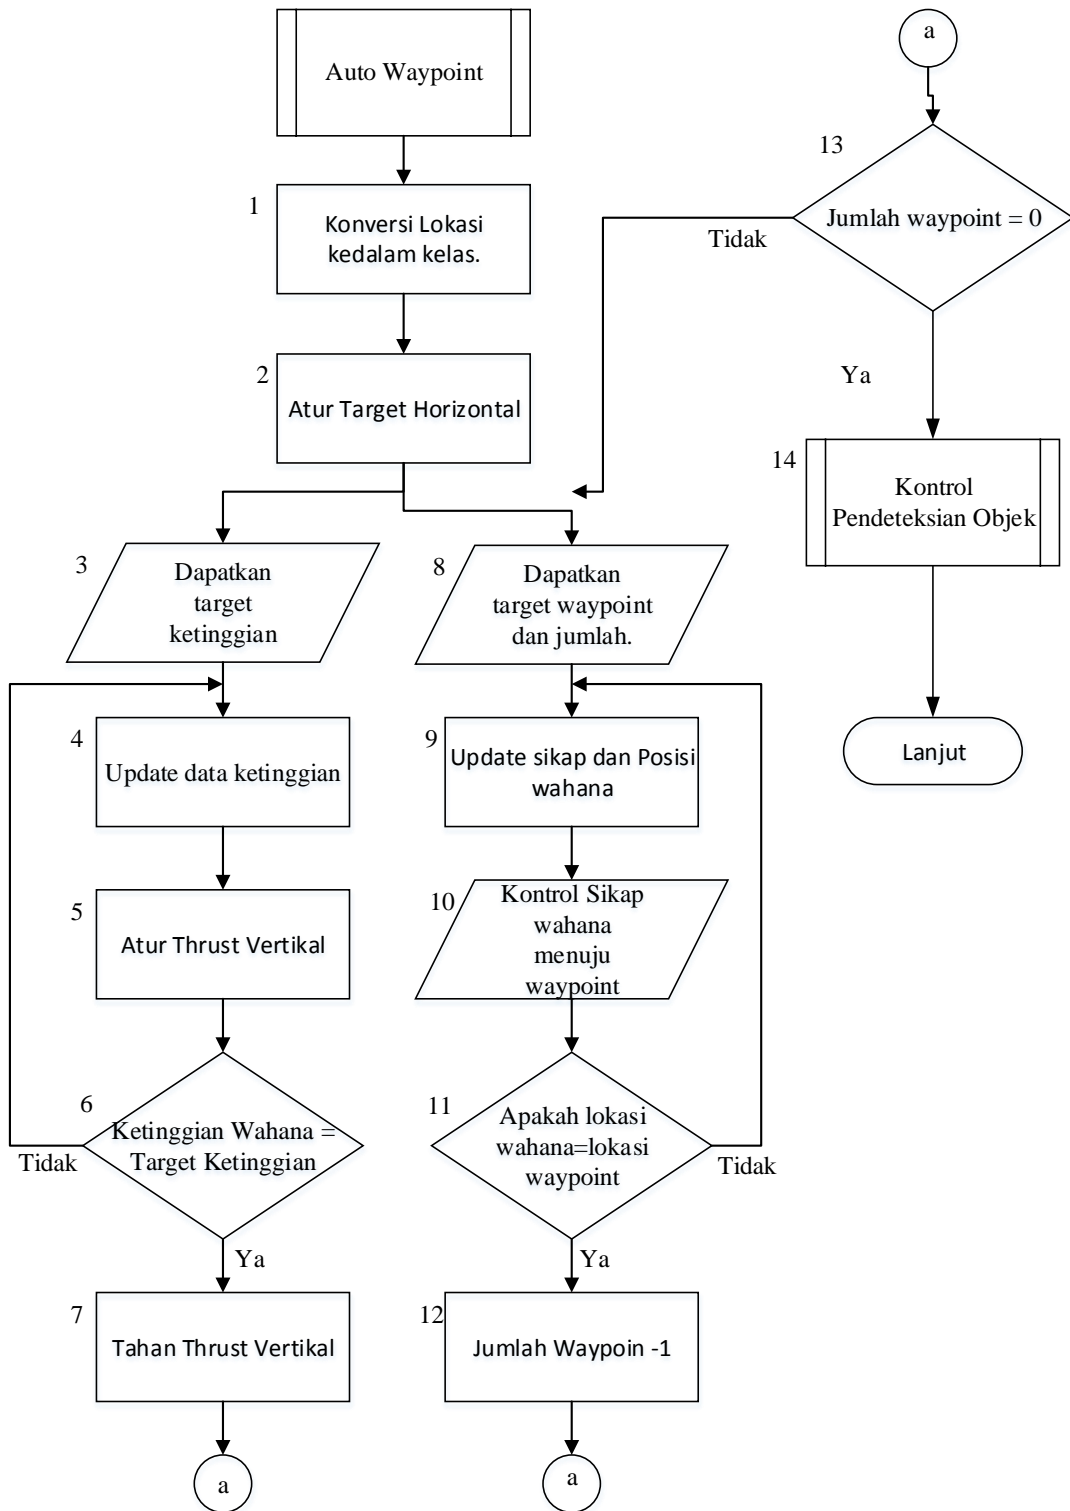 Auto Waypoint
1
Konversi Lokasi
kedalam kelas.
2
Atur Target Horizontal
3
Dapatkan
target
ketinggian
4
Update data ketinggian
5
Atur Thrust Vertikal
6
Ketinggian Wahana =
Target Ketinggian
Tidak
Ya
7
Tahan Thrust Vertikal
a
8
Dapatkan
target waypoint
dan jumlah.
9
Update sikap dan Posisi
wahana
10
Kontrol Sikap
wahana
menuju
waypoint
11
Apakah lokasi
wahana=lokasi
waypoint
Tidak
Ya
12
Jumlah Waypoin -1
a
a
13
Jumlah waypoint = 0
Tidak
Ya
14
Kontrol
Pendeteksian Objek
Lanjut